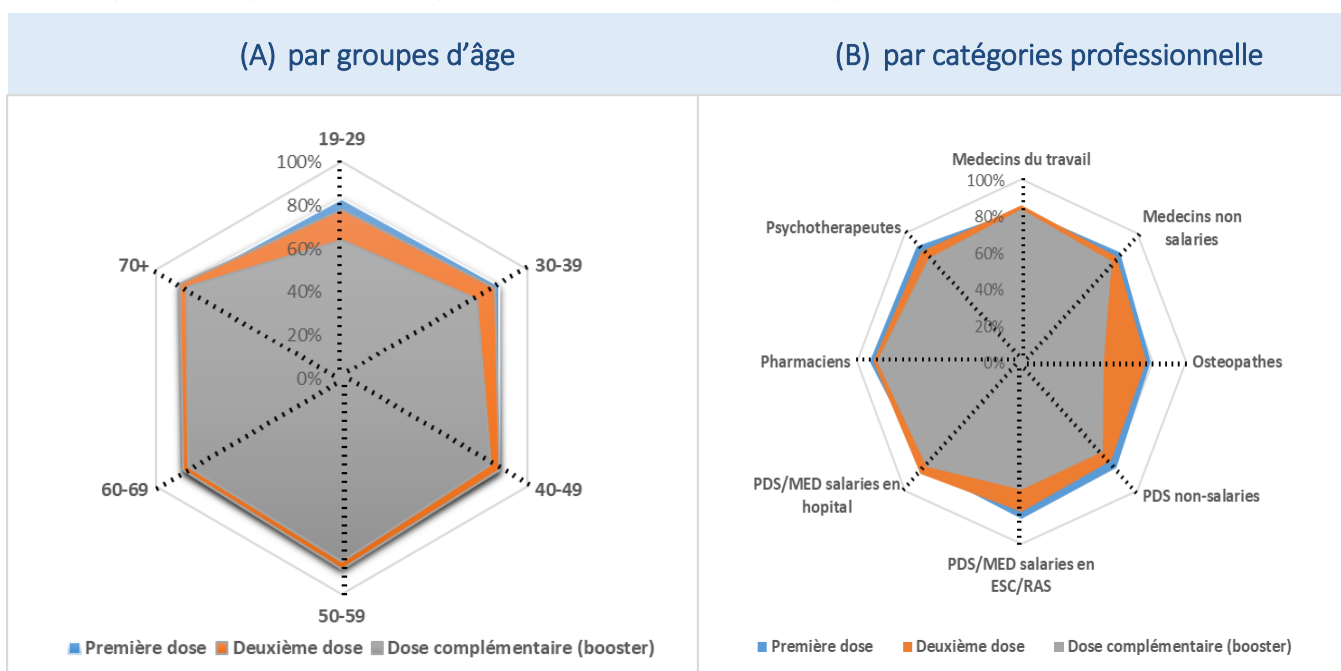 (A) par groupes d'âge
(B) par catégories professionnelle
19-29
100%
80%
60%
40%
20%
0%
30-39
40-49
50-59
60-69
70+
Première dose
Deuxième dose
Dose complémentaire (booster)
Medecins du travail
100%
80%
60%
40%
20%
0%
Medecins non
salaries
Osteopathes
PDS non-salaries
PDS/MED salaries en
ESC/RAS
PDS/MED salaries en
hopital
Pharmaciens
Psychotherapeutes
Première dose
Deuxième dose
Dose complémentaire (booster)